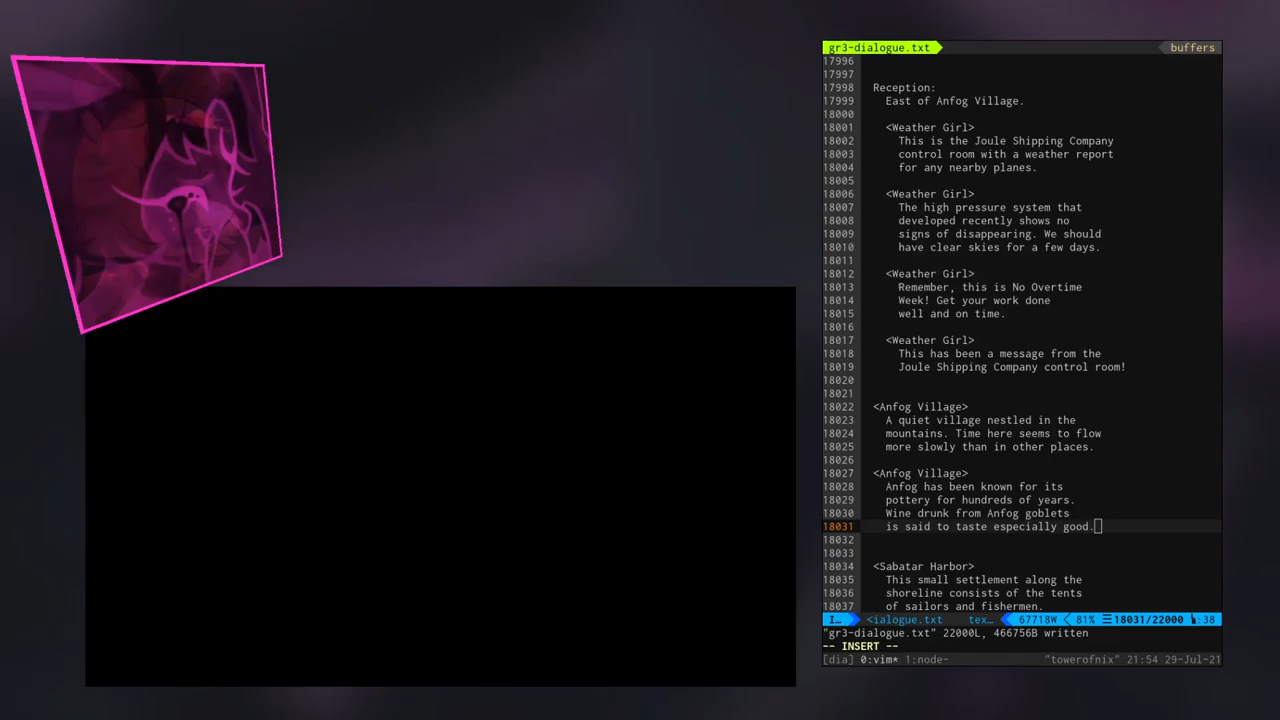 gr3-dialogue.txt buffers
17996
17997
17998 Reception:
17999 East of Anfog Village.
18000
18001 <Weather Girl>
18002 This is the Joule Shipping Company
18003 control room with a weather report
18004 for any nearby planes.
18005
18006 <Weather Girl>
18007 The high pressure system that
18008 developed recently shows no
18009 signs of disappearing. We should
18010 have clear skies for a few days.
18011
18012 <Weather Girl>
18013 Remember, this is No Overtime
18014 Week! Get your work done
18015 well and on time.
18016
18017 <Weather Girl>
18018 This has been a message from the
18019 Joule Shipping Company control room!
18020
18021
18022 <Anfog Village>
18023 A quiet village nestled in the
18024 mountains. Time here seems to flow
18025 more slowly than in other places.
18026
18027 <Anfog Village>
18028 Anfog has been known for its
18029 pottery for hundreds of years.
18030 Wine drunk from Anfog goblets
18031 is said to taste especially good.
18032
18033
18034 <Sabatar Harbor>
18035 This small settlement along the
18036 shoreline consists of the tents
18037 of sailors and fishermen.
I… <ialogue.txt tex… 67718W 81% ☰18031/22000 :38
"gr3-dialogue.txt" 22000L, 466756B written
-- INSERT --
[dia] 0:vim* 1:node- "towerofnix" 21:54 29-Jul-21